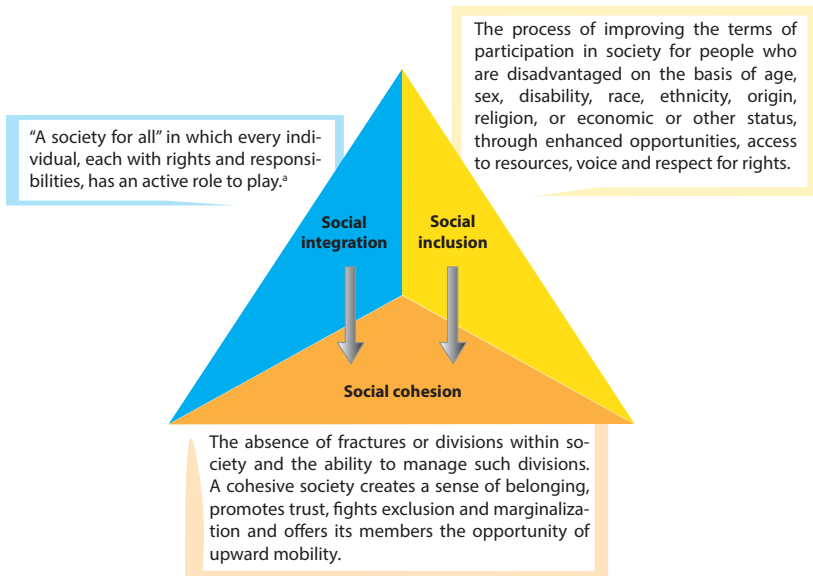 The process of improving the terms of
participation in society for people who
are disadvantaged on the basis of age,
sex, disability, race, ethnicity, origin,
religion, or economic or other status,
through enhanced opportunities, access
to resources, voice and respect for rights.
“A society for all” in which every indi-
vidual, each with rights and responsi-
bilities, has an active role to play.ª
Social
integration
Social
inclusion
Social cohesion
The absence of fractures or divisions within so-
ciety and the ability to manage such divisions.
A cohesive society creates a sense of belonging,
promotes trust, fights exclusion and marginaliza-
tion and offers its members the opportunity of
upward mobility.